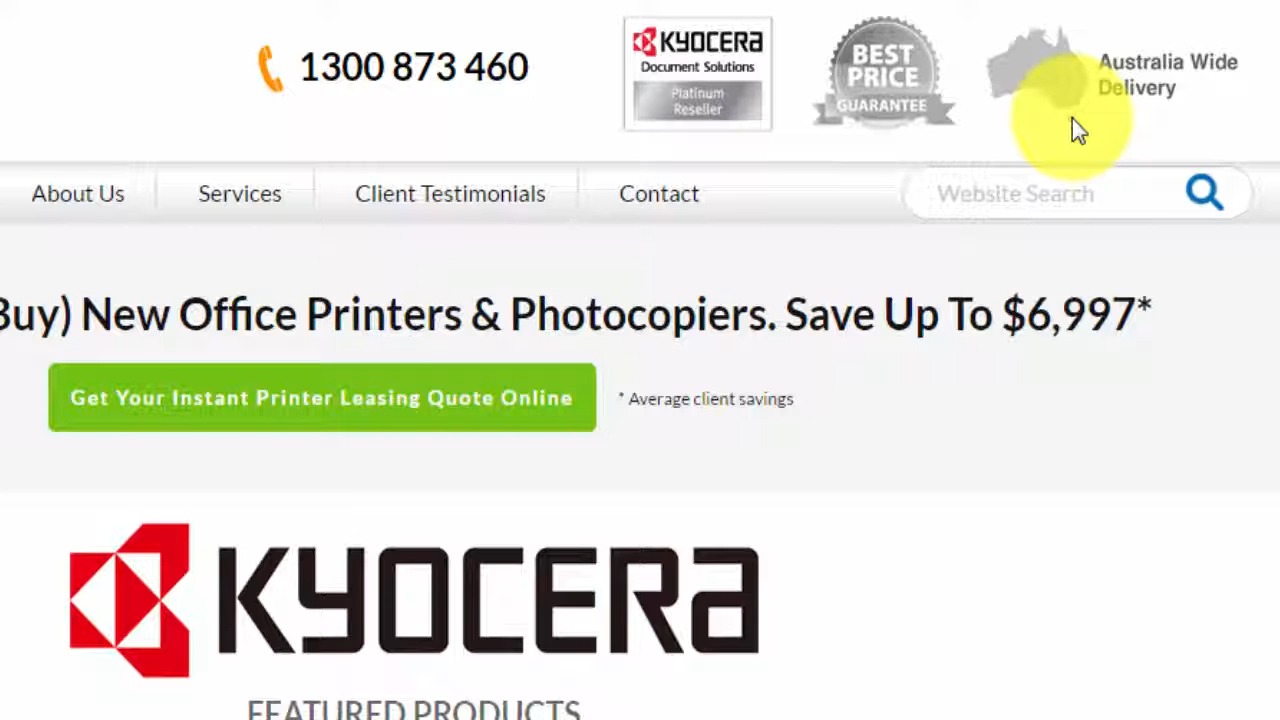 1300 873 460
KYOCERA
Document Solutions
Platinum
Reseller
BEST
PRICE
GUARANTEE
Australia Wide
Delivery
About Us
Services
Client Testimonials
Contact
Website Search
Buy) New Office Printers & Photocopiers. Save Up To $6,997*
Get Your Instant Printer Leasing Quote Online
* Average client savings
KYOCERA
FEATURED PRODUCTS